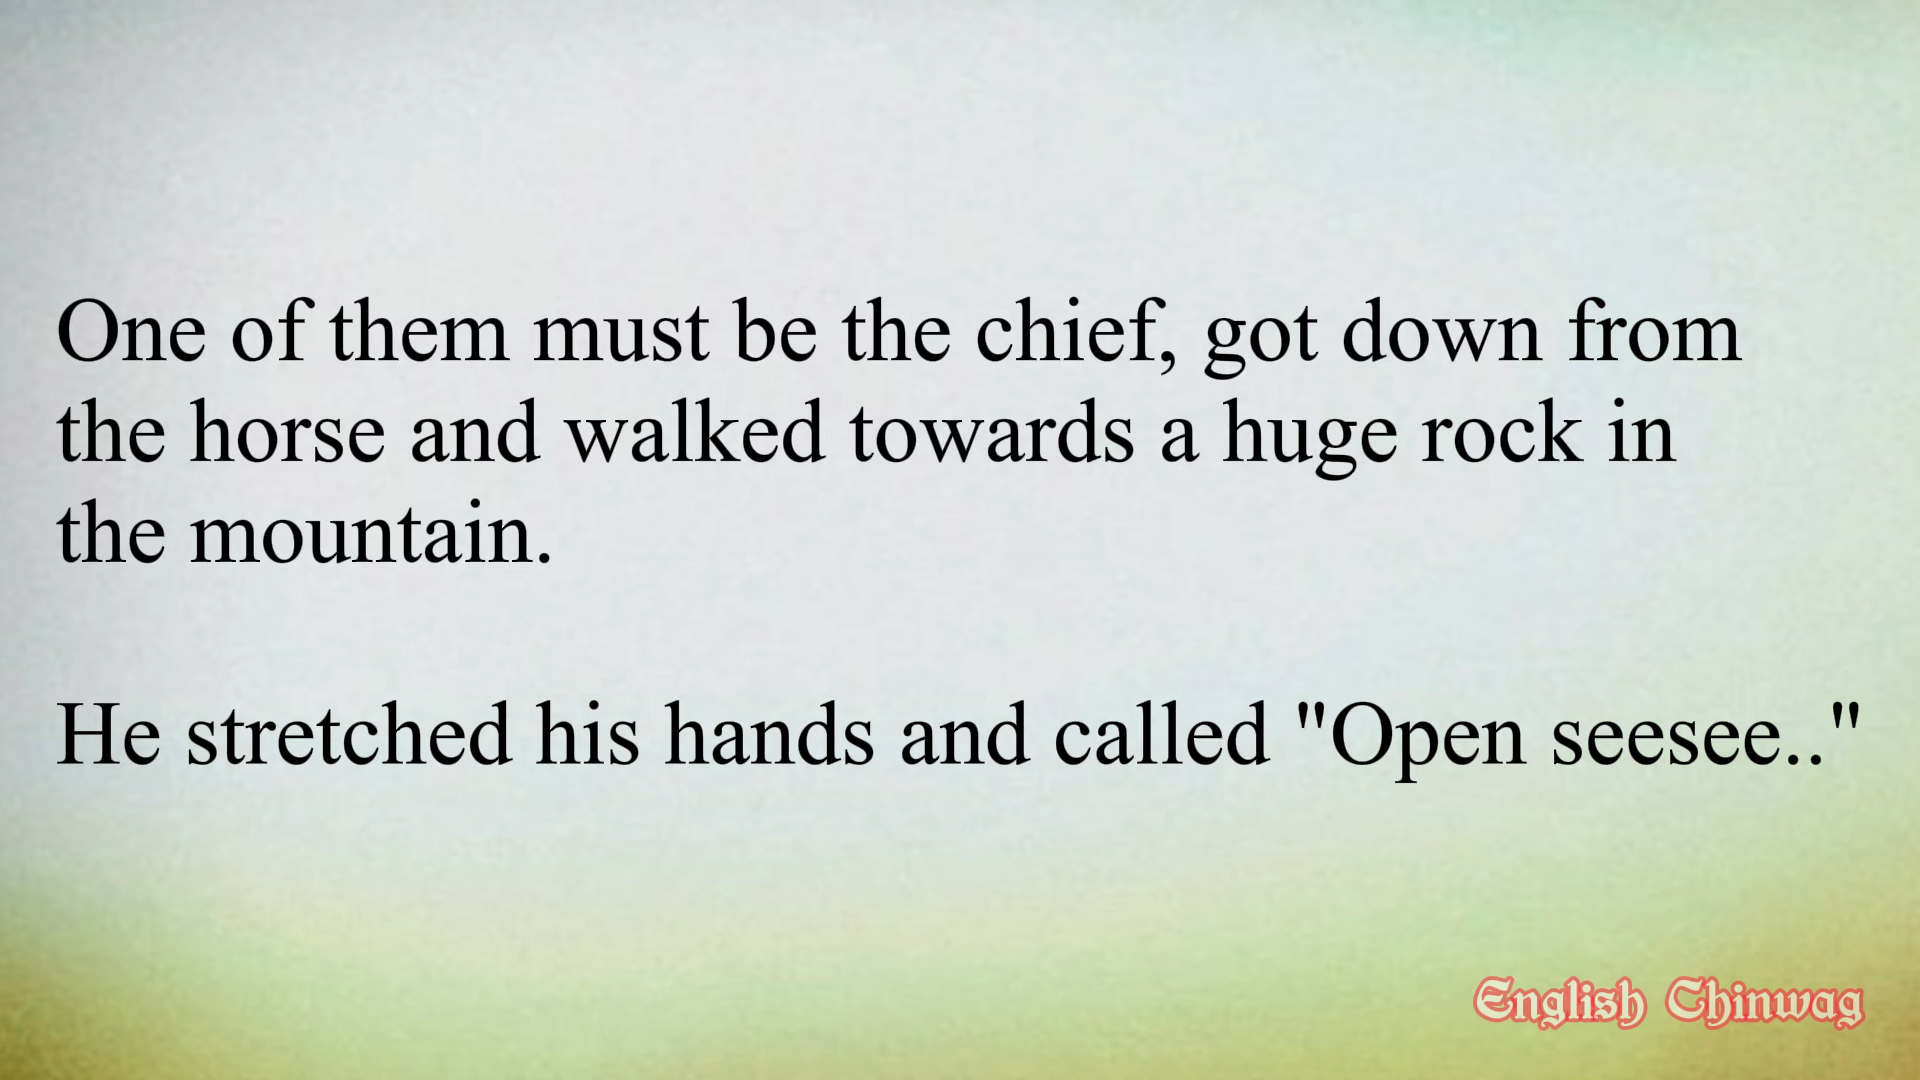 One of them must be the chief, got down from
the horse and walked towards a huge rock in
the mountain.
He stretched his hands and called "Open seesee.."
English Chinwag